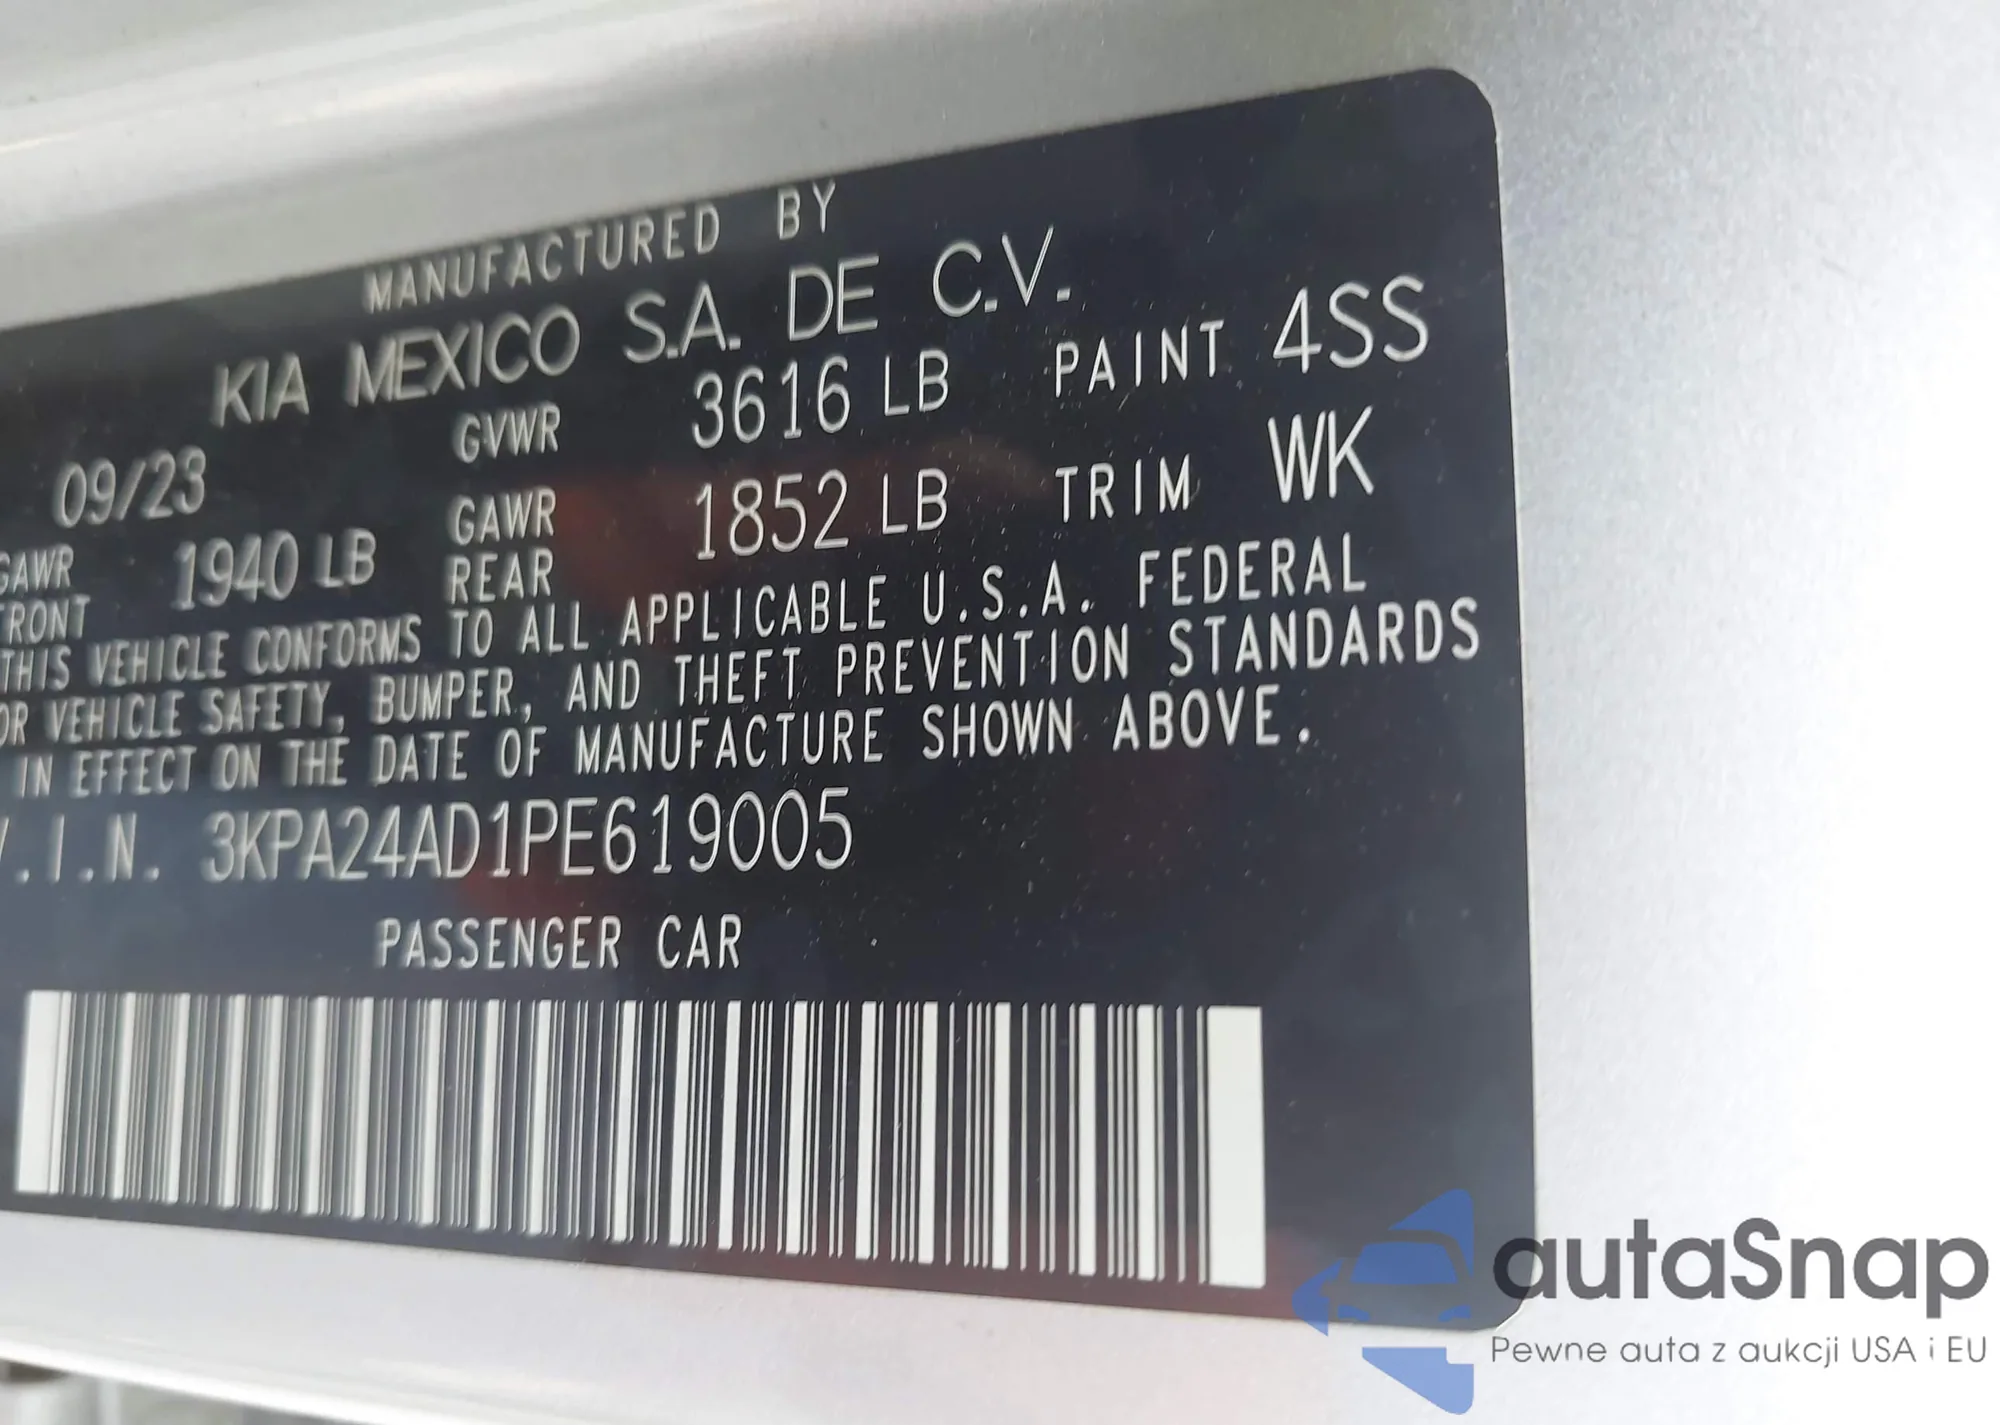 MANUFACTURED BY
KIA MEXICO S.A. DE C.V.
09/23 GVWR 3616 LB PAINT 4SS
GAWR FRONT 1940 LB GAWR REAR 1852 LB TRIM WK
THIS VEHICLE CONFORMS TO ALL APPLICABLE U.S.A. FEDERAL
OR VEHICLE SAFETY, BUMPER, AND THEFT PREVENTION STANDARDS
IN EFFECT ON THE DATE OF MANUFACTURE SHOWN ABOVE.
V.I.N. 3KPA24AD1PE619005
PASSENGER CAR
autaSnap
Pewne auta z aukcji USA i EU